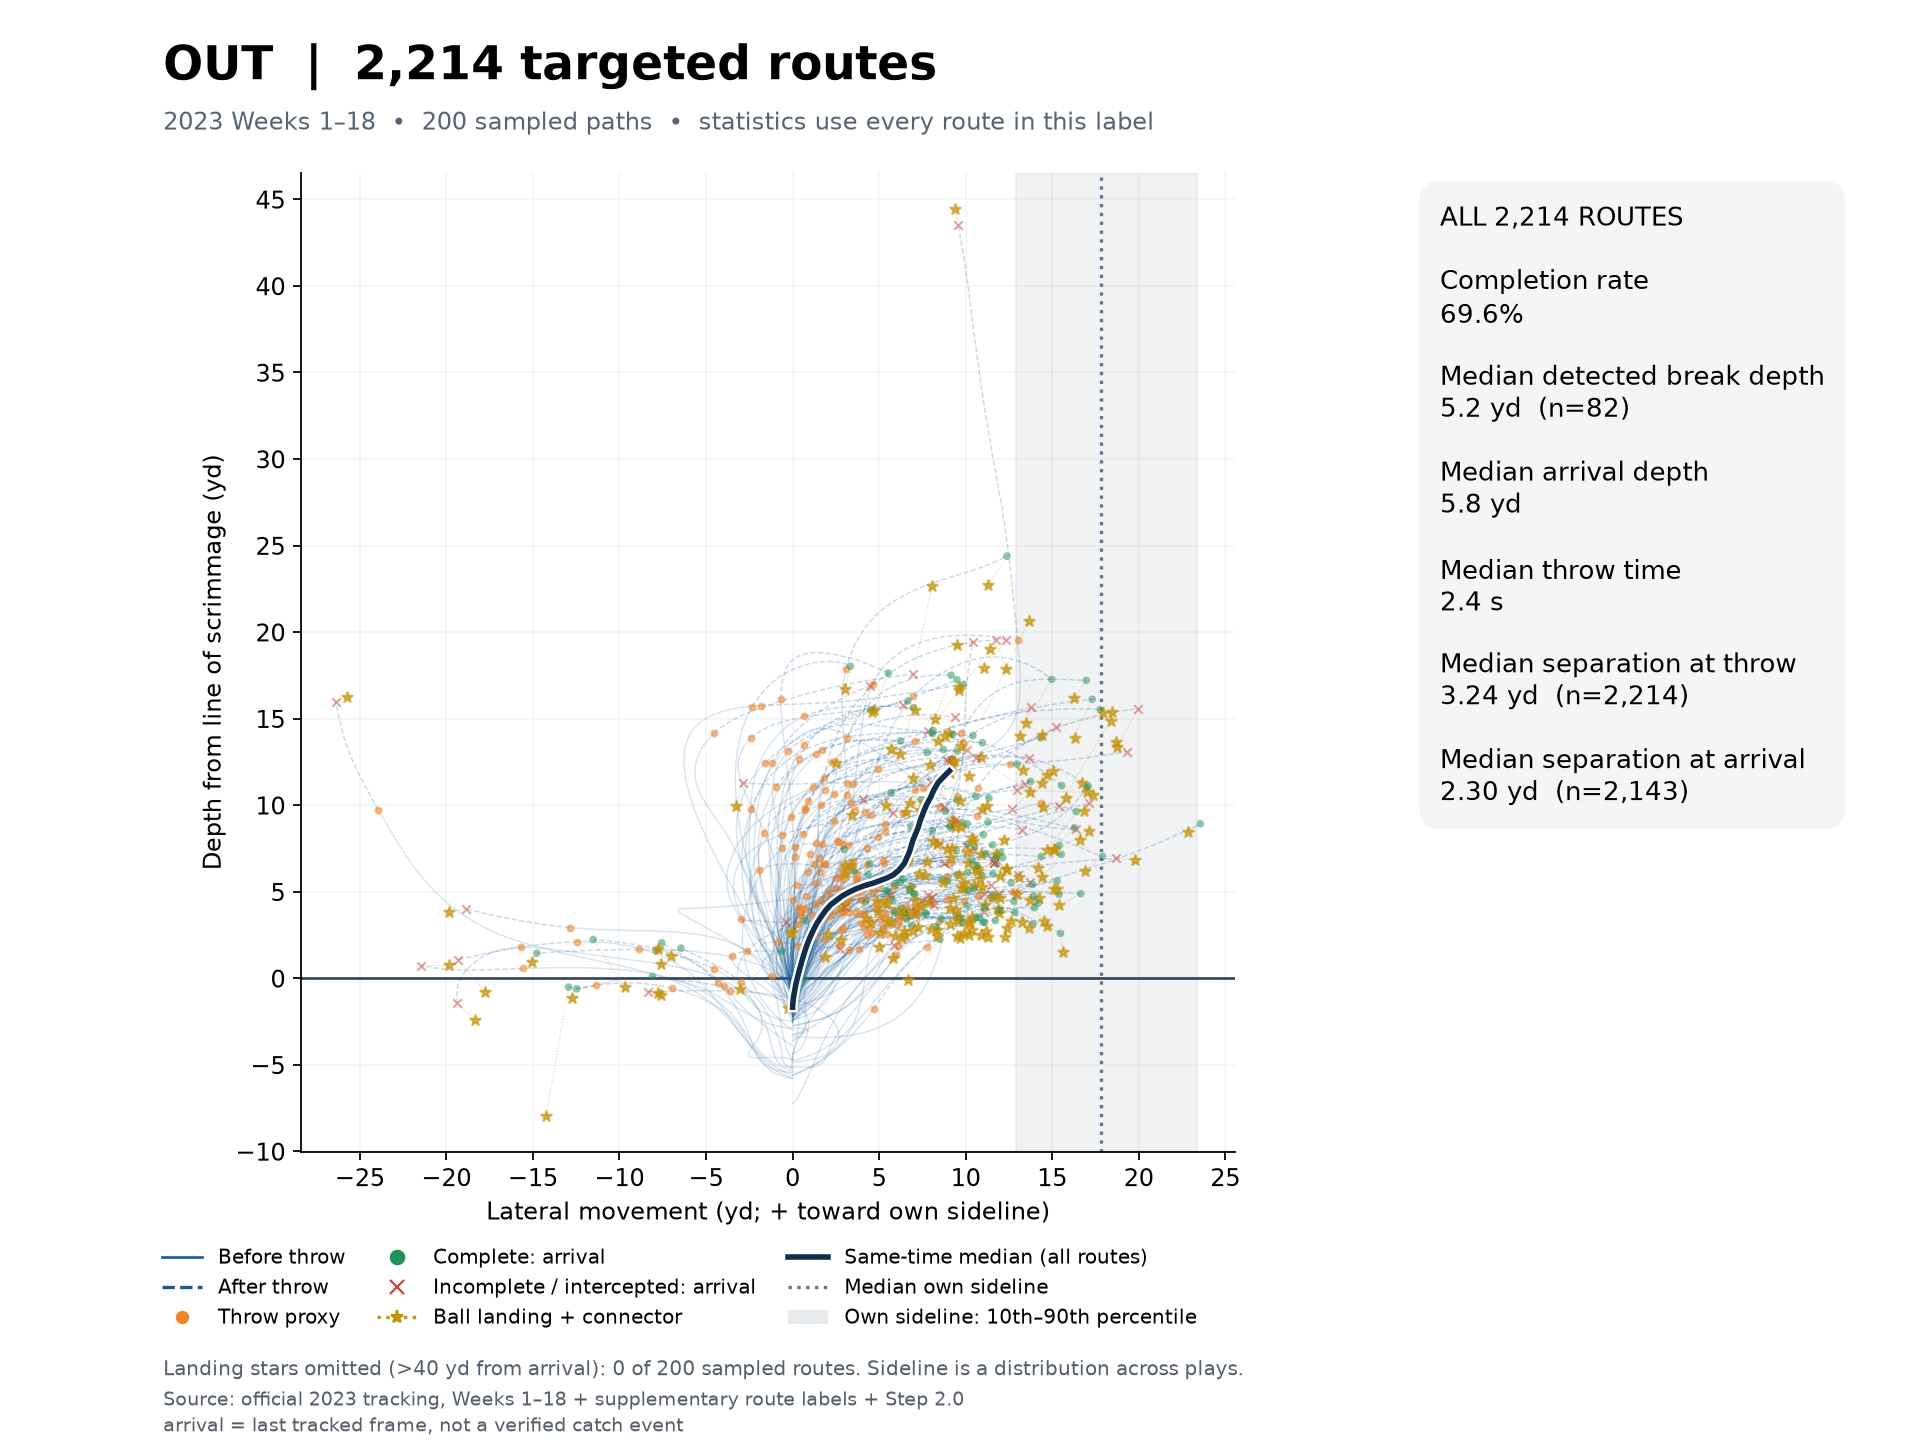 OUT | 2,214 targeted routes
2023 Weeks 1–18 • 200 sampled paths • statistics use every route in this label
45
40
35
30
25
20
15
10
5
0
−5
−10
Depth from line of scrimmage (yd)
−25
−20
−15
−10
−5
0
5
10
15
20
25
Lateral movement (yd; + toward own sideline)
ALL 2,214 ROUTES
Completion rate
69.6%
Median detected break depth
5.2 yd (n=82)
Median arrival depth
5.8 yd
Median throw time
2.4 s
Median separation at throw
3.24 yd (n=2,214)
Median separation at arrival
2.30 yd (n=2,143)
Before throw
After throw
Throw proxy
Complete: arrival
Incomplete / intercepted: arrival
Ball landing + connector
Same-time median (all routes)
Median own sideline
Own sideline: 10th–90th percentile
Landing stars omitted (>40 yd from arrival): 0 of 200 sampled routes. Sideline is a distribution across plays.
Source: official 2023 tracking, Weeks 1–18 + supplementary route labels + Step 2.0
arrival = last tracked frame, not a verified catch event